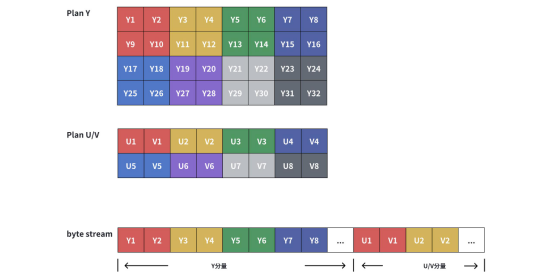 Plan Y
Y1 Y2 Y3 Y4 Y5 Y6 Y7 Y8
Y9 Y10 Y11 Y12 Y13 Y14 Y15 Y16
Y17 Y18 Y19 Y20 Y21 Y22 Y23 Y24
Y25 Y26 Y27 Y28 Y29 Y30 Y31 Y32
Plan U/V
U1 V1 U2 V2 U3 V3 U4 V4
U5 V5 U6 V6 U7 V7 U8 V8
byte stream
Y1 Y2 Y3 Y4 Y5 Y6 Y7 Y8 ... U1 V1 U2 V2 ...
Y分量 U/V分量